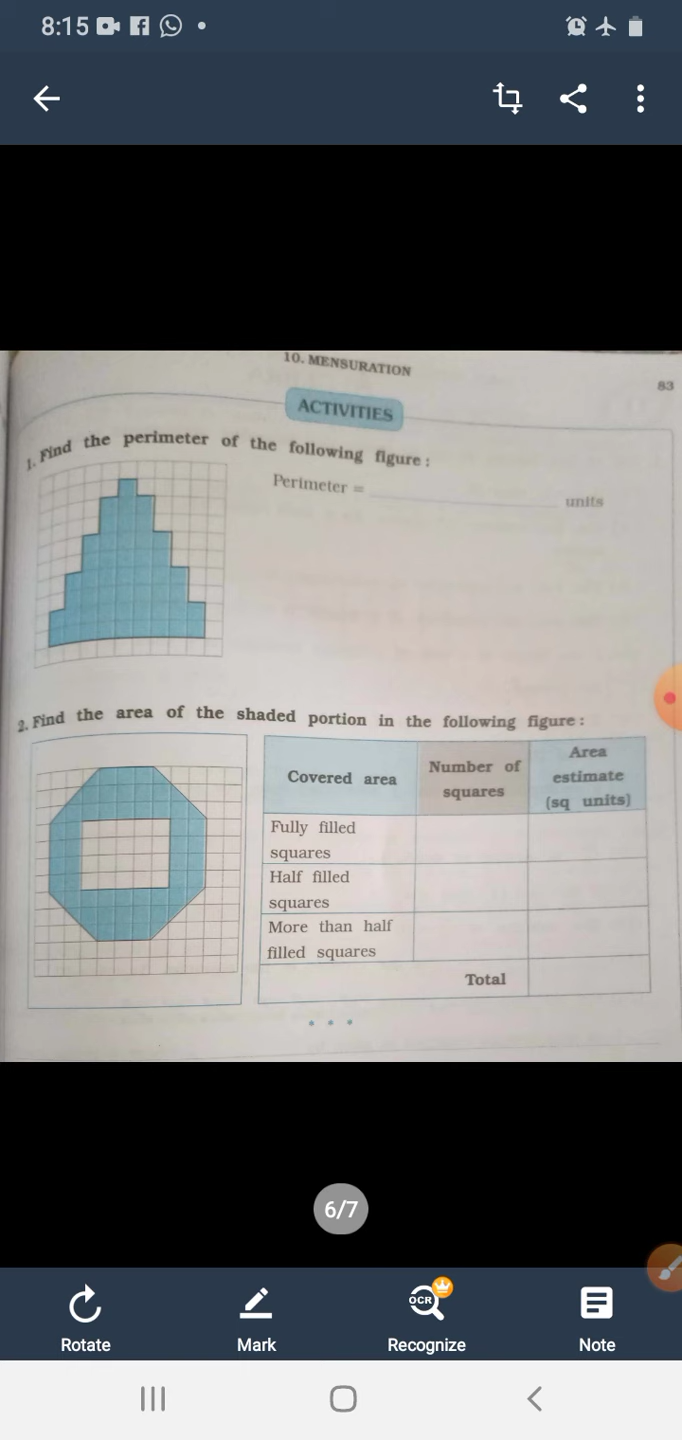 8:15
10. MENSURATION
83
ACTIVITIES
1. Find the perimeter of the following figure :
Perimeter = ____________ units
2. Find the area of the shaded portion in the following figure :
Covered area
Number of squares
Area estimate (sq units)
Fully filled squares
Half filled squares
More than half filled squares
Total
6/7
OCR
Rotate
Mark
Recognize
Note